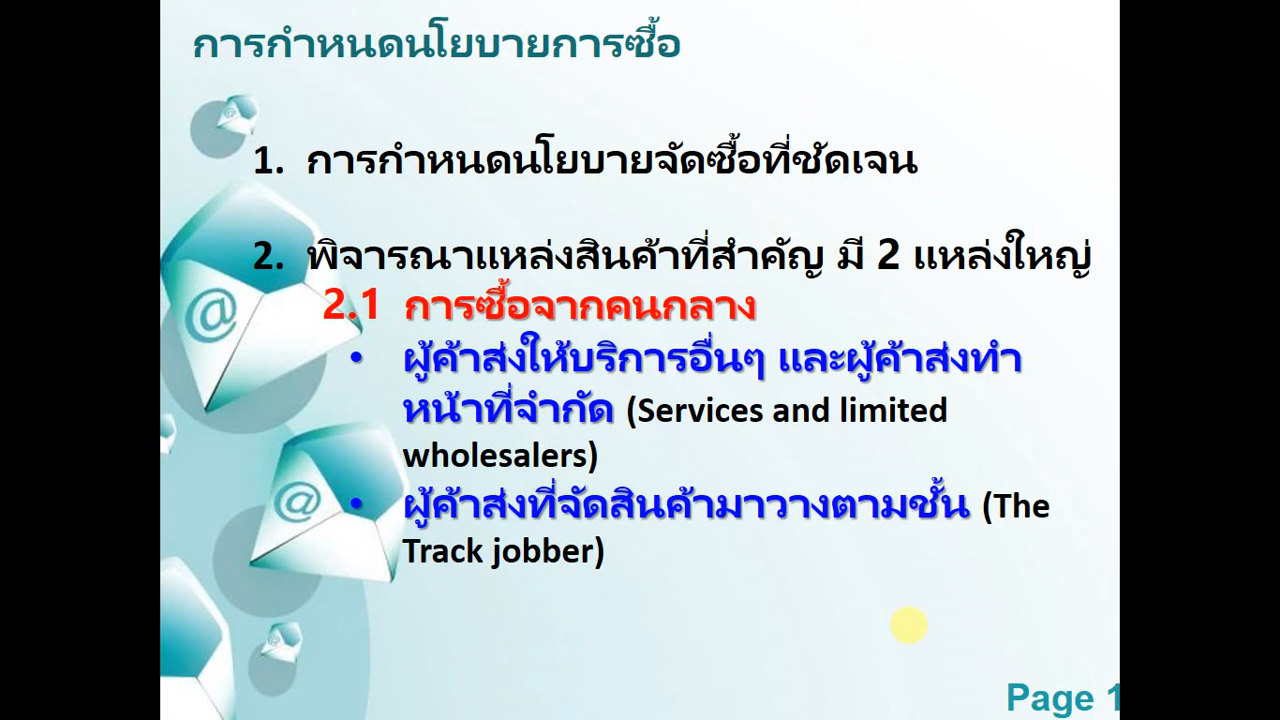 การกำหนดนโยบายการซื้อ
1. การกำหนดนโยบายจัดซื้อที่ชัดเจน
2. พิจารณาแหล่งสินค้าที่สำคัญ มี 2 แหล่งใหญ่
2.1 การซื้อจากคนกลาง
• ผู้ค้าส่งให้บริการอื่นๆ และผู้ค้าส่งทำ
หน้าที่จำกัด (Services and limited
wholesalers)
• ผู้ค้าส่งที่จัดสินค้ามาวางตามชั้น (The
Track jobber)
Page 1